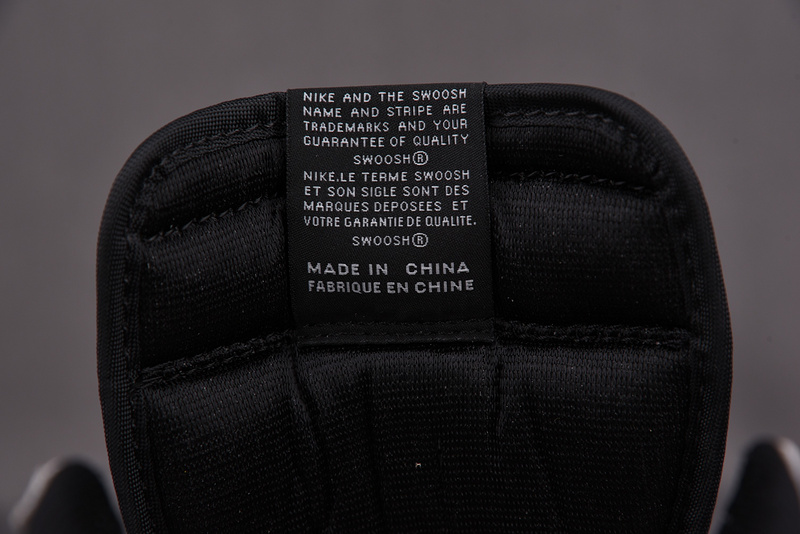 NIKE AND THE SWOOSH
NAME AND STRIPE ARE
TRADEMARKS AND YOUR
GUARANTEE OF QUALITY
SWOOSH®
NIKE.LE TERME SWOOSH
ET SON SIGLE SONT DES
MARQUES DEPOSEES ET
VOTRE GARANTIE DE QUALITE.
SWOOSH®
MADE IN CHINA
FABRIQUE EN CHINE